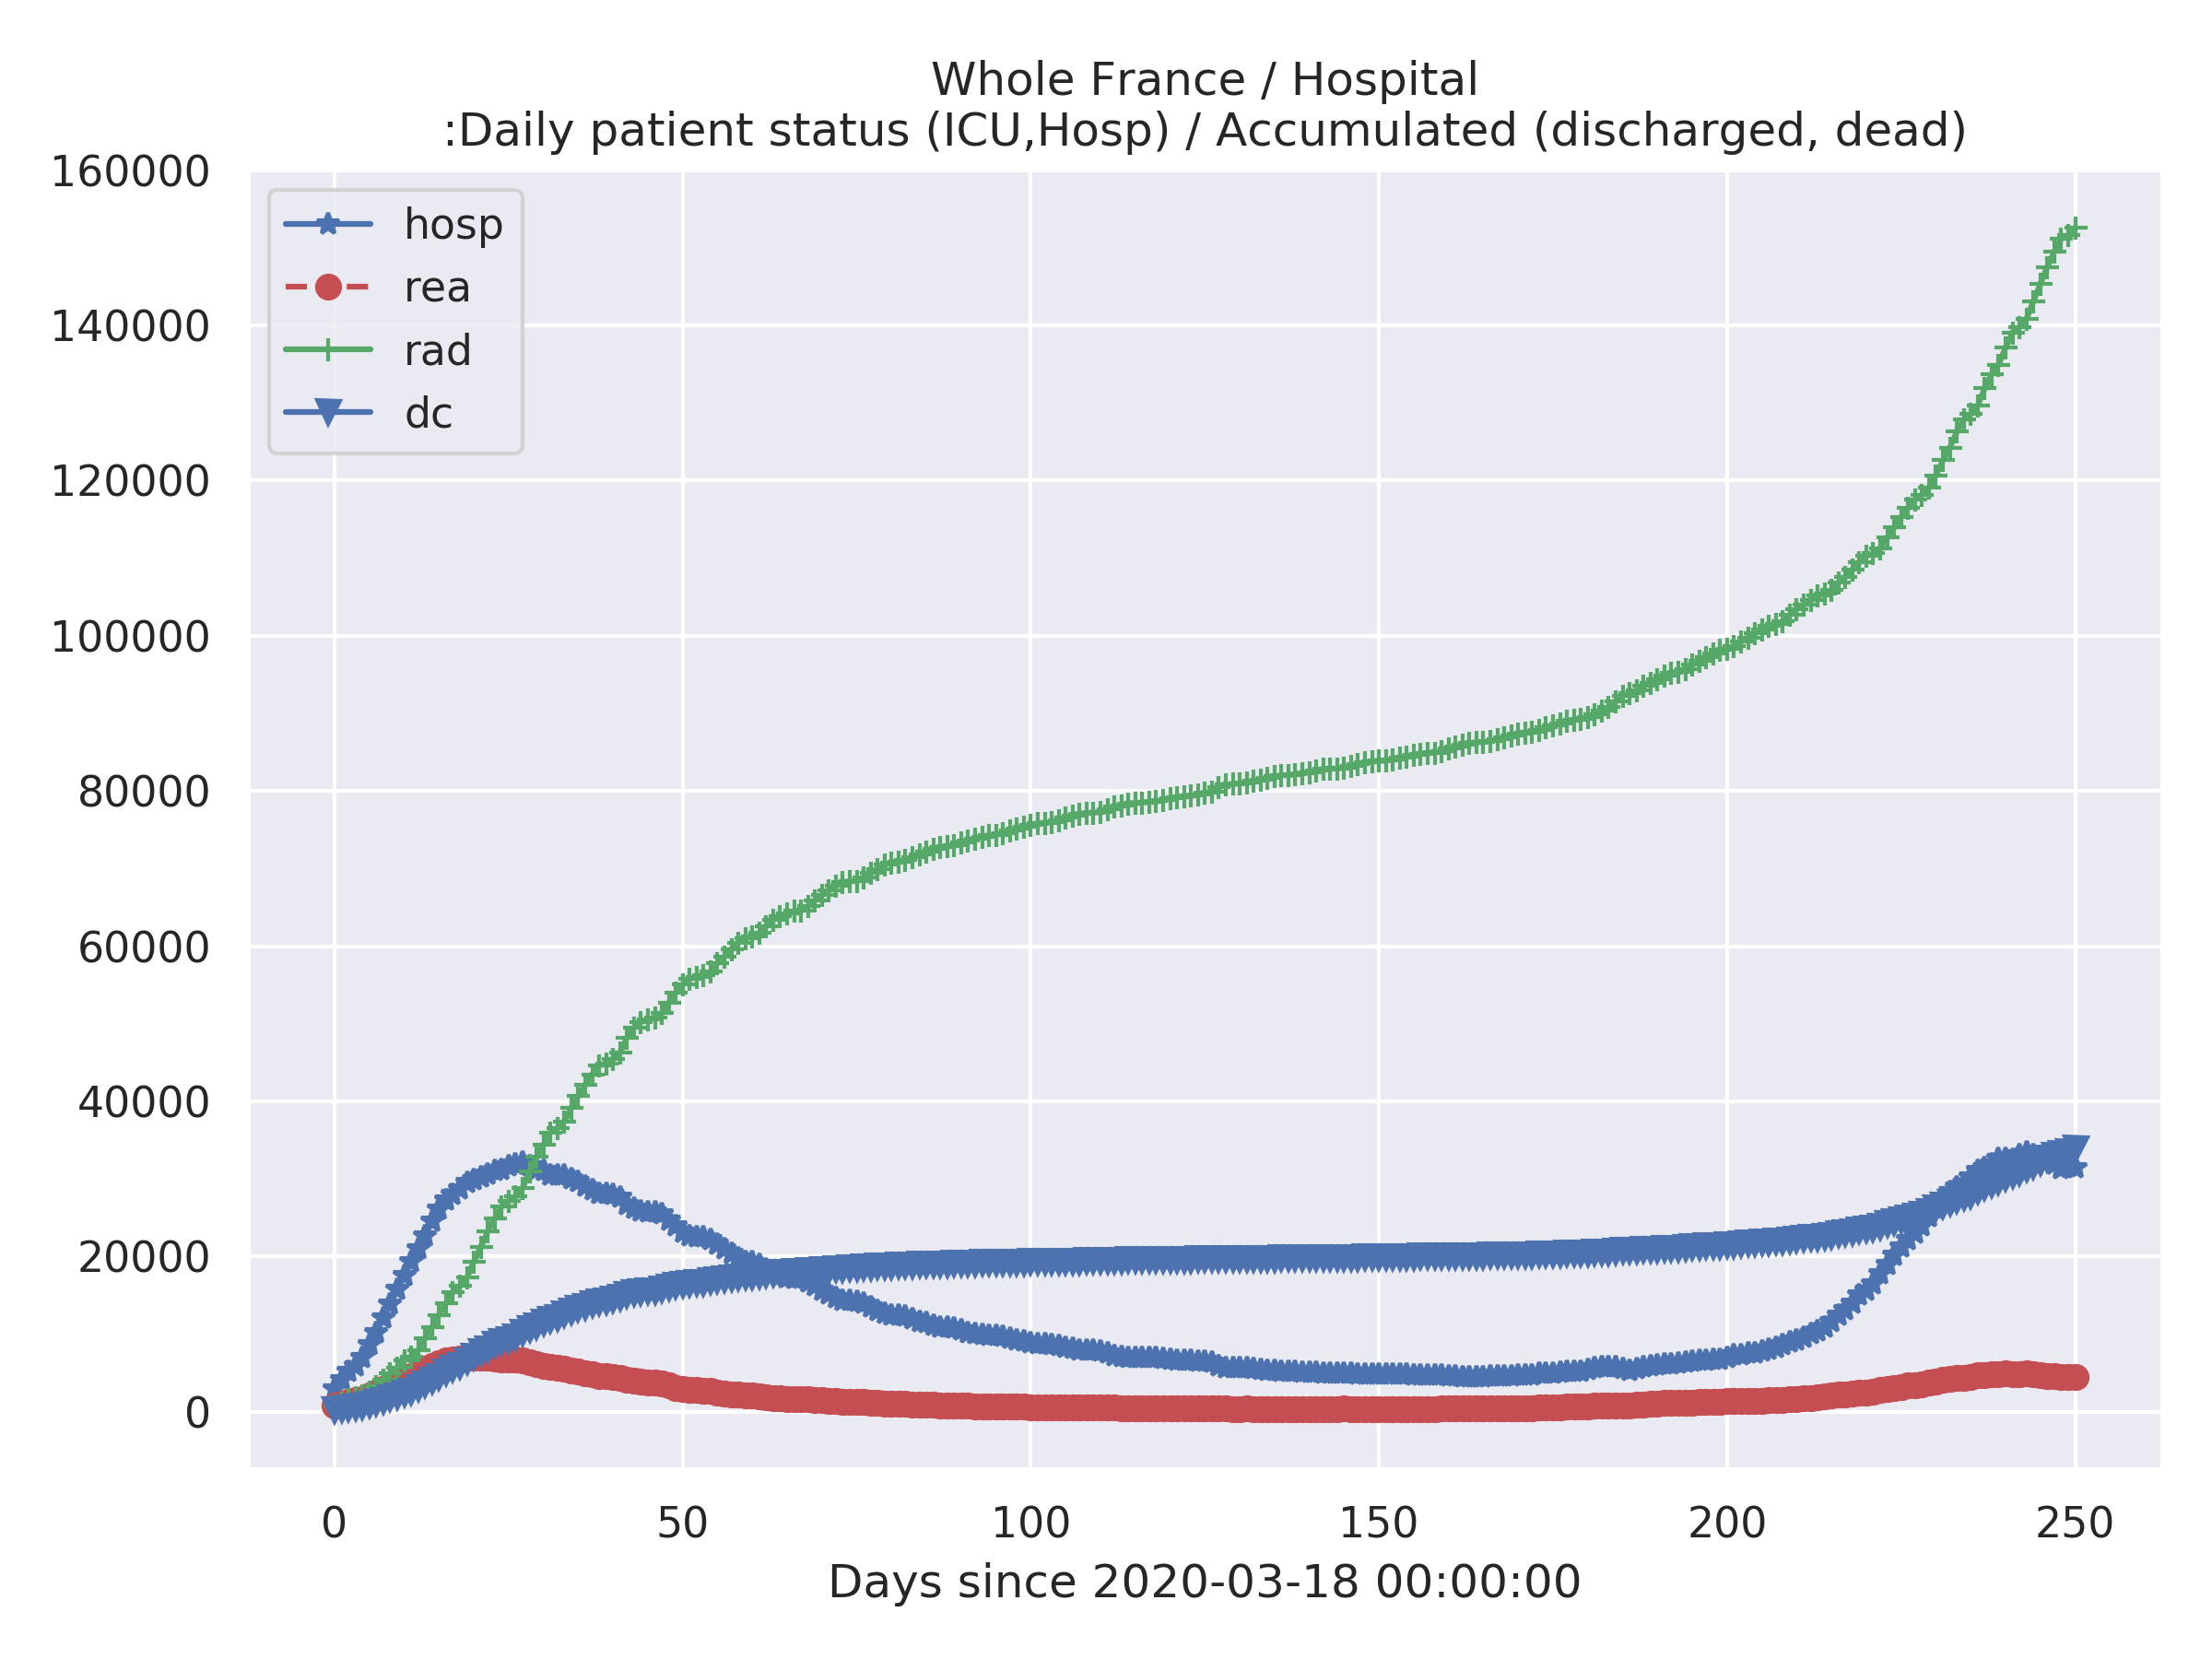 Whole France / Hospital
:Daily patient status (ICU,Hosp) / Accumulated (discharged, dead)
160000
140000
120000
100000
80000
60000
40000
20000
0
hosp
rea
rad
dc
0 50 100 150 200 250
Days since 2020-03-18 00:00:00